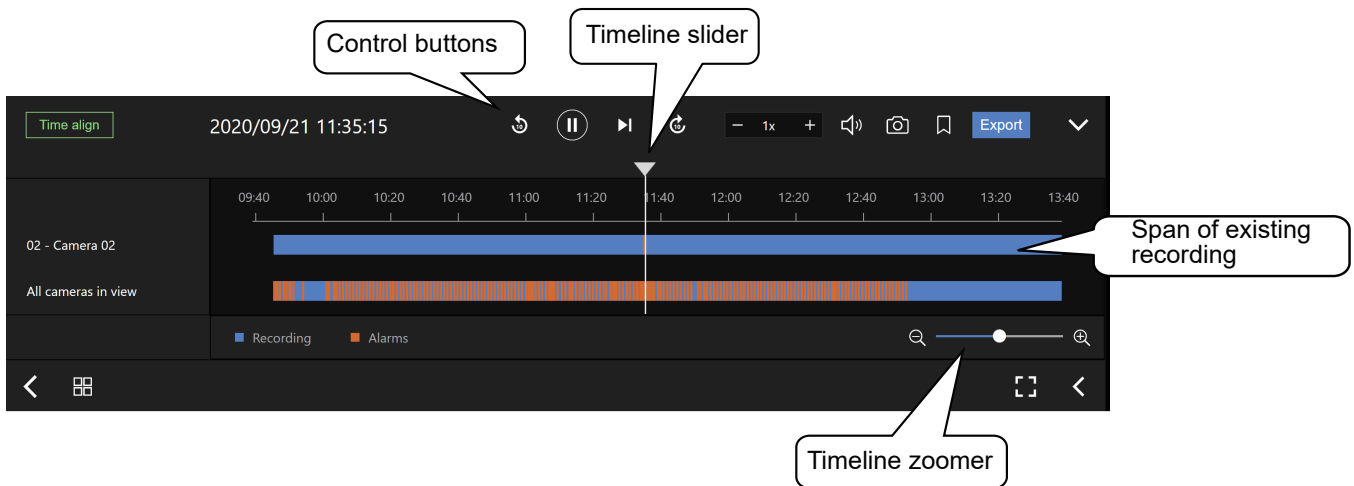 Control buttons
Timeline slider
Time align
2020/09/21 11:35:15
10
10
− 1x +
Export
09:40 10:00 10:20 10:40 11:00 11:20 11:40 12:00 12:20 12:40 13:00 13:20 13:40
02 - Camera 02
Span of existing
recording
All cameras in view
Recording Alarms
Timeline zoomer